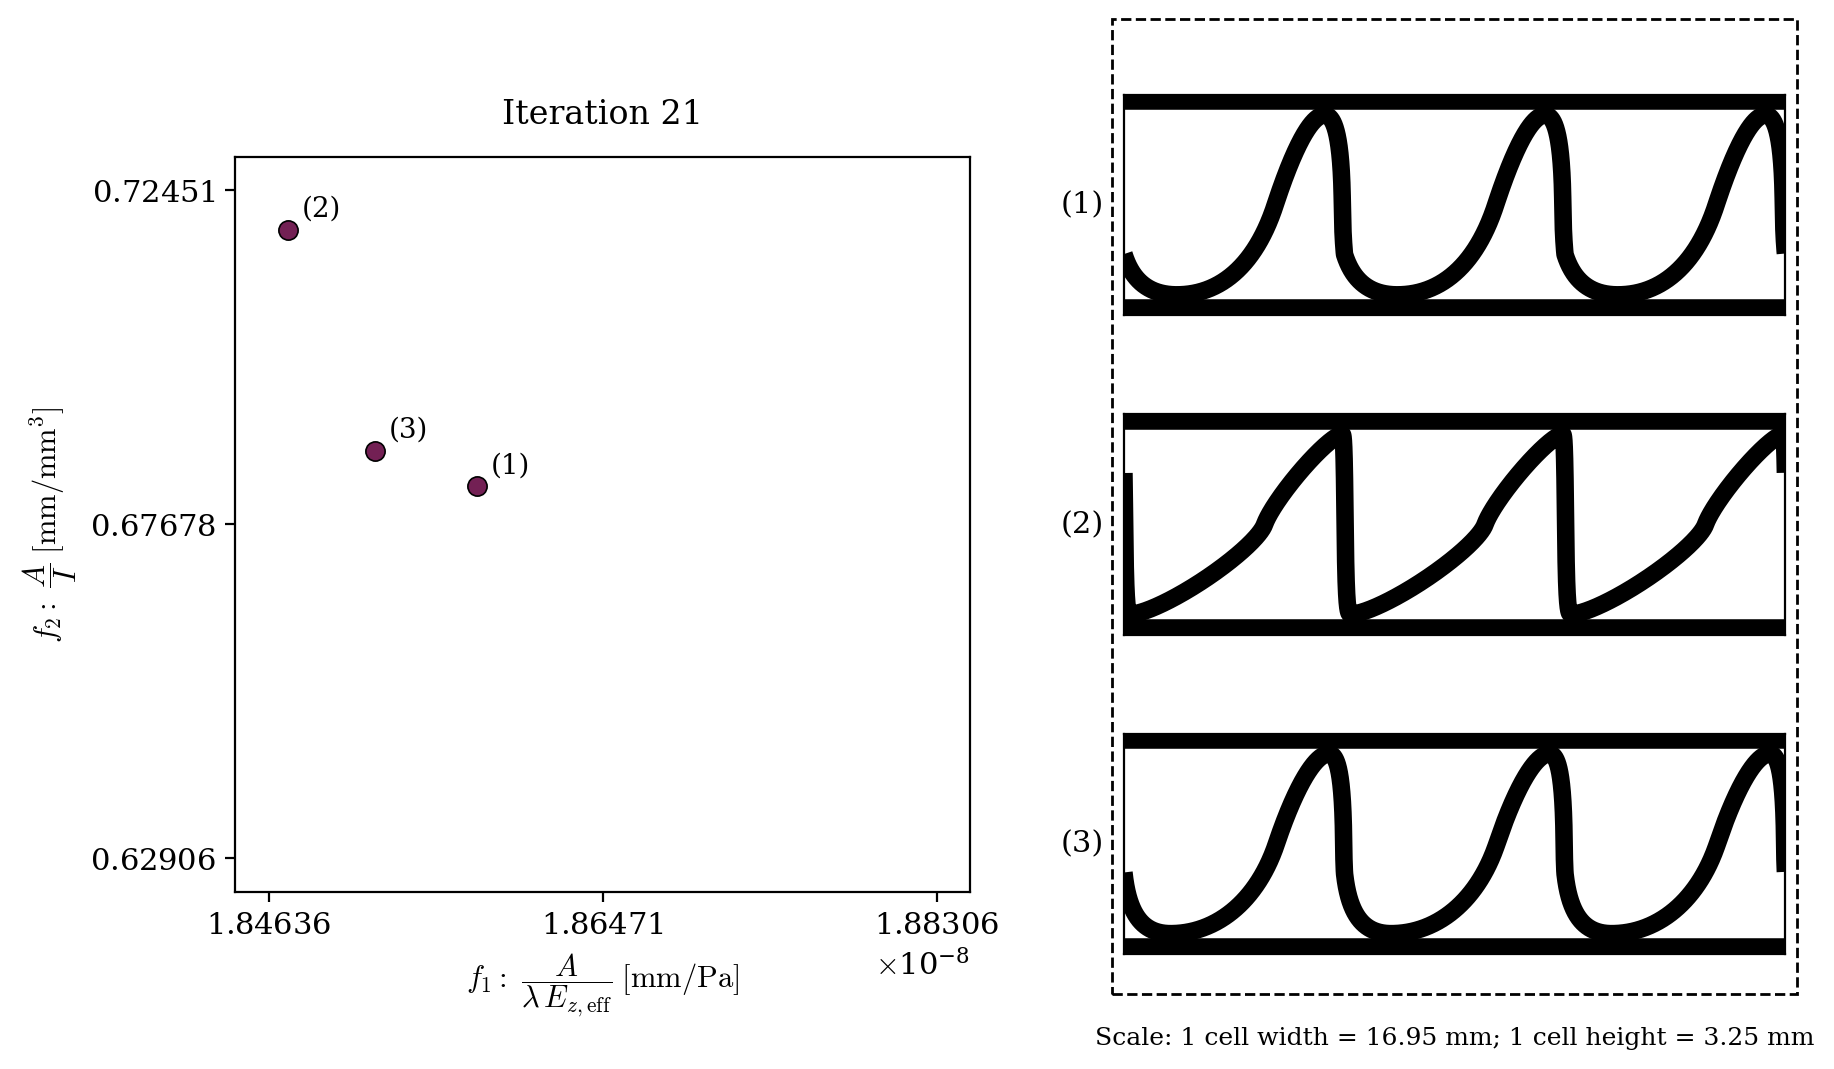 Iteration 21
0.72451
0.67678
0.62906
f₂: A/I [mm/mm³]
(2)
(3)
(1)
1.84636 1.86471 1.88306
×10⁻⁸
f₁: A/(λ E_z,eff) [mm/Pa]
(1)
(2)
(3)
Scale: 1 cell width = 16.95 mm; 1 cell height = 3.25 mm